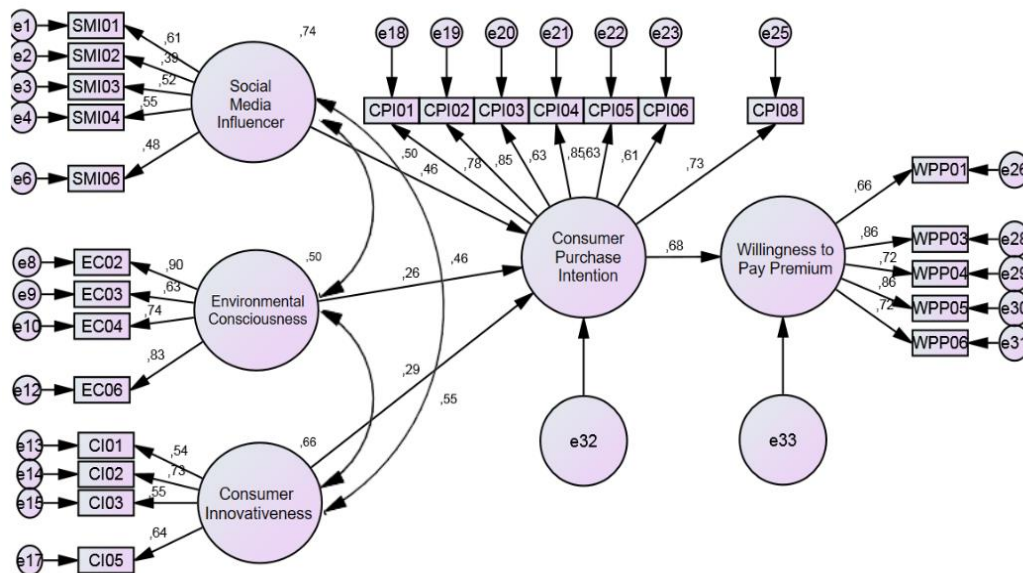 e1 SMI01
e2 SMI02
e3 SMI03
e4 SMI04
e6 SMI06
,61
,39
,52
,55
,48
,74
Social
Media
Influencer
e18 e19 e20 e21 e22 e23 e25
CPI01 CPI02 CPI03 CPI04 CPI05 CPI06 CPI08
,50 ,78 ,85 ,63 ,85 ,63 ,61 ,73
,46
e8 EC02
e9 EC03
e10 EC04
e12 EC06
,90
,63
,74
,83
,50
Environmental
Consciousness
,26 ,46
Consumer
Purchase
Intention
,68
Willingness to
Pay Premium
,66
,86
,72
,86
,72
WPP01 e26
WPP03 e28
WPP04 e29
WPP05 e30
WPP06 e31
,29
,55
e13 CI01
e14 CI02
e15 CI03
e17 CI05
,54
,73
,55
,64
,66
Consumer
Innovativeness
e32
e33